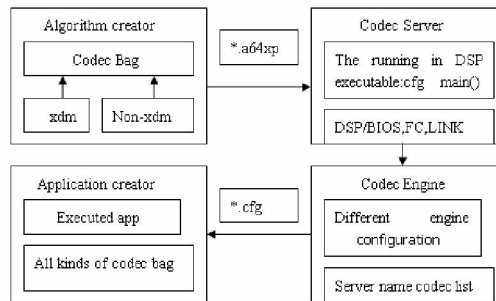 Algorithm creator
Codec Bag
xdm
Non-xdm
*.a64xp
Codec Server
The running in DSP
executable:cfg main()
DSP/BIOS,FC,LINK
Application creator
Executed app
All kinds of codec bag
*.cfg
Codec Engine
Different engine
configuration
Server name codec list